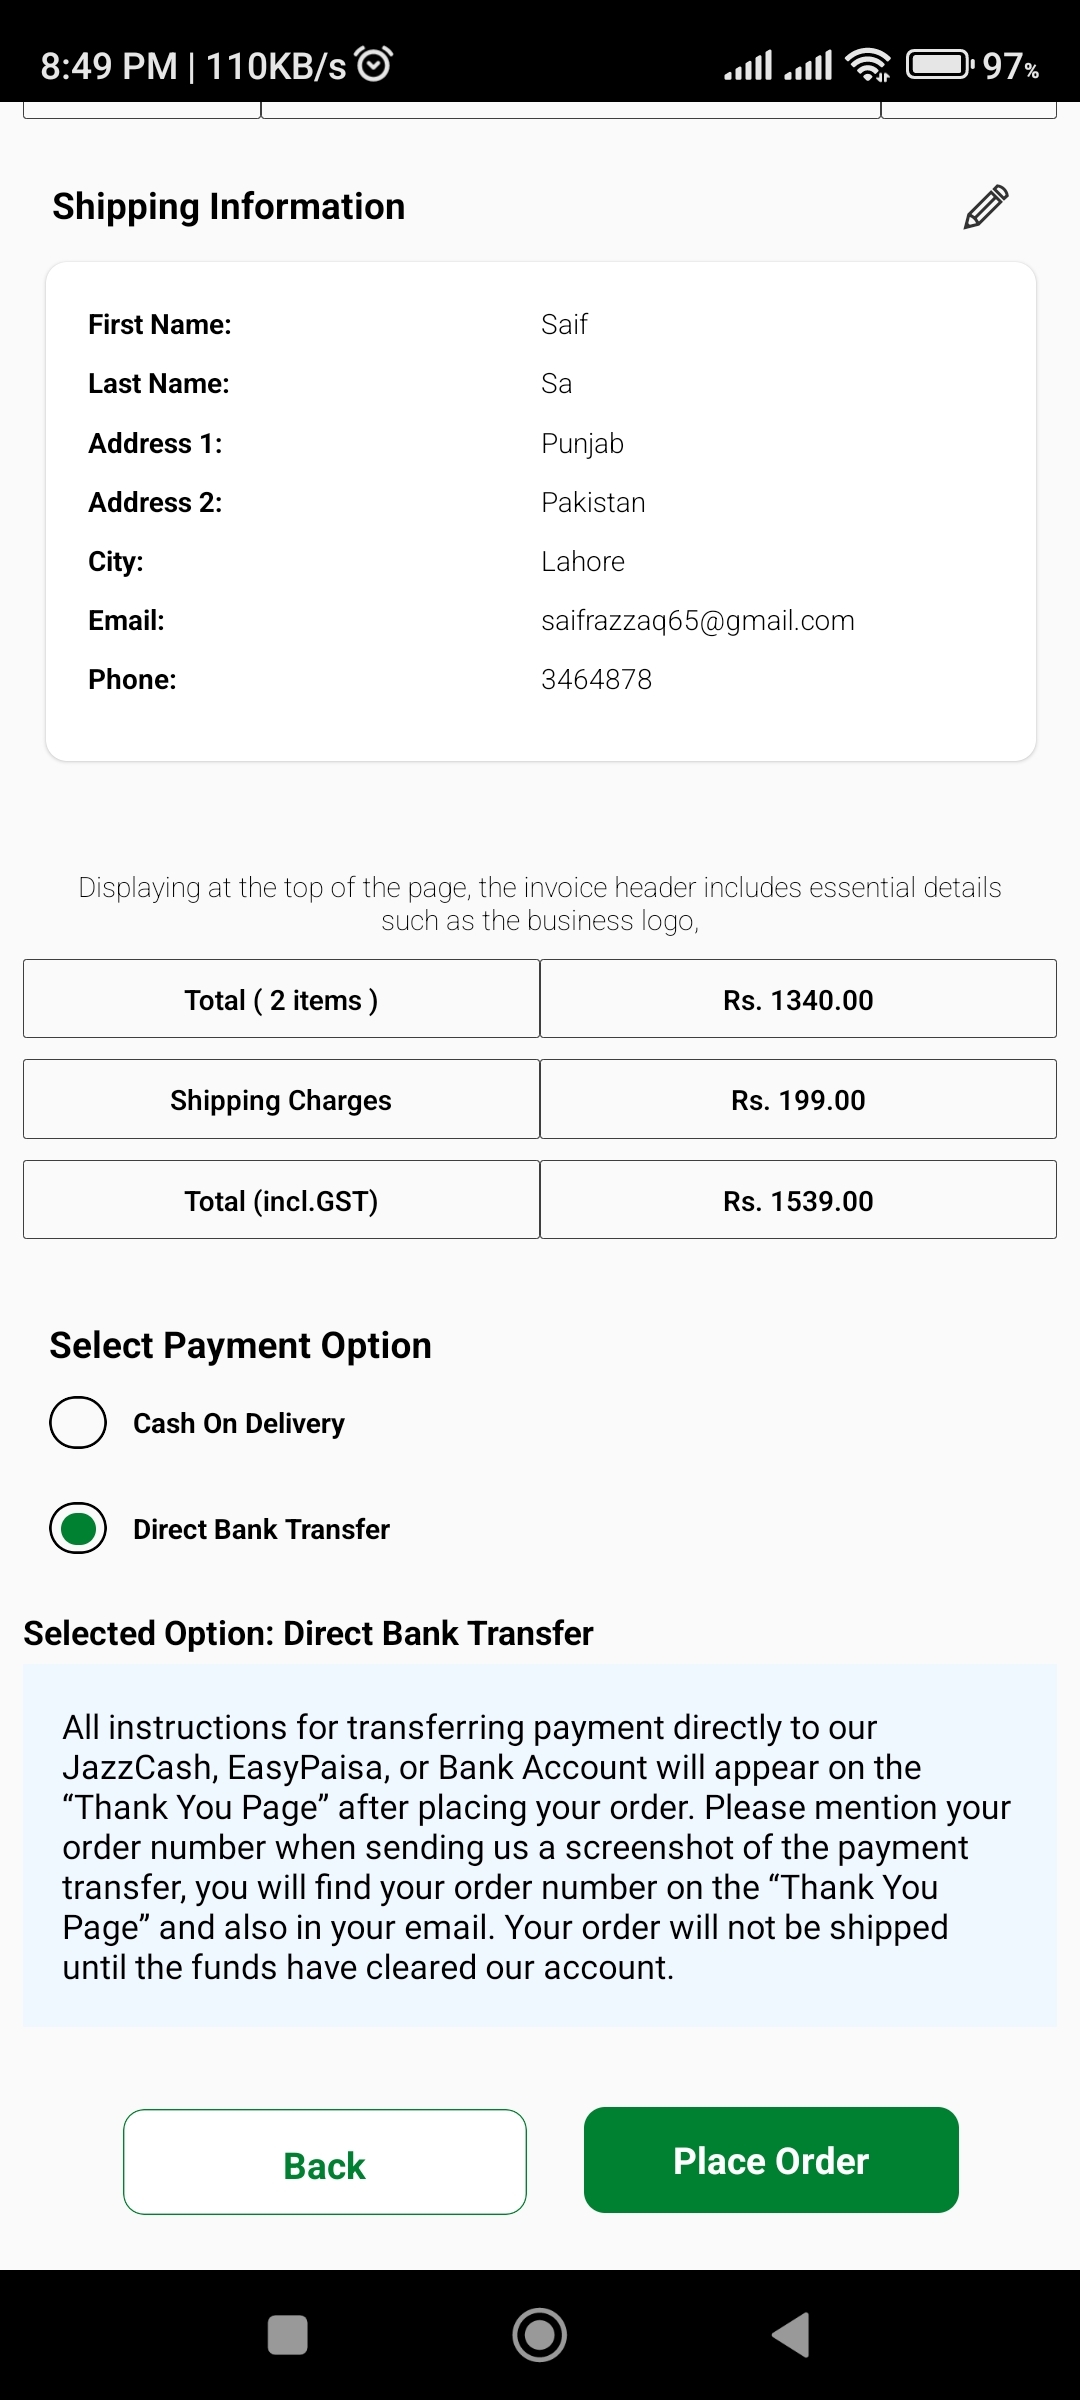 8:49 PM | 110KB/s 97%
Shipping Information
First Name: Saif
Last Name: Sa
Address 1: Punjab
Address 2: Pakistan
City: Lahore
Email: saifrazzaq65@gmail.com
Phone: 3464878
Displaying at the top of the page, the invoice header includes essential details
such as the business logo,
Total ( 2 items ) Rs. 1340.00
Shipping Charges Rs. 199.00
Total (incl.GST) Rs. 1539.00
Select Payment Option
Cash On Delivery
Direct Bank Transfer
Selected Option: Direct Bank Transfer
All instructions for transferring payment directly to our
JazzCash, EasyPaisa, or Bank Account will appear on the
“Thank You Page” after placing your order. Please mention your
order number when sending us a screenshot of the payment
transfer, you will find your order number on the “Thank You
Page” and also in your email. Your order will not be shipped
until the funds have cleared our account.
Back Place Order